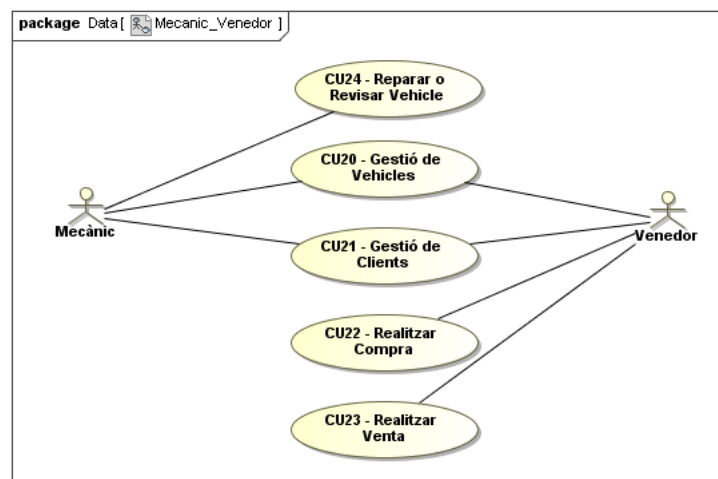 package Data [ Mecanic_Venedor ]
CU24 - Reparar o
Revisar Vehicle
CU20 - Gestió de
Vehicles
Mecànic
Venedor
CU21 - Gestió de
Clients
CU22 - Realitzar
Compra
CU23 - Realitzar
Venta